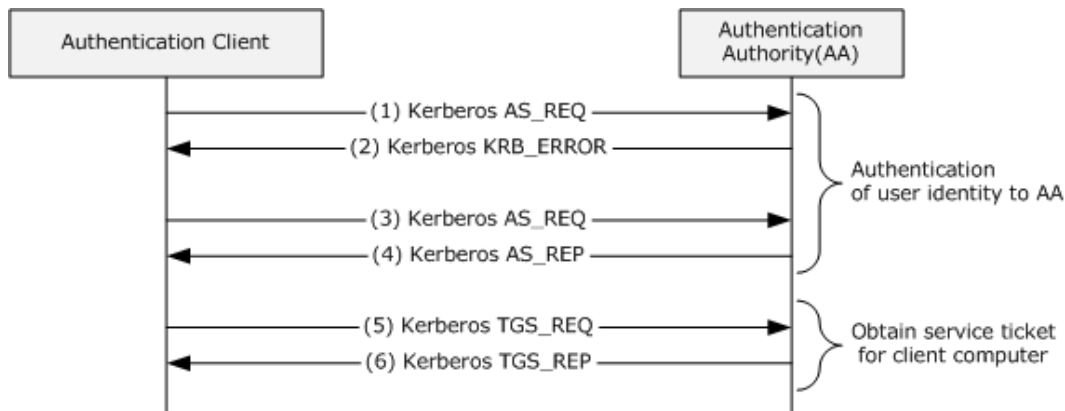 Authentication Client
Authentication
Authority(AA)
(1) Kerberos AS_REQ
(2) Kerberos KRB_ERROR
Authentication
of user identity to AA
(3) Kerberos AS_REQ
(4) Kerberos AS_REP
(5) Kerberos TGS_REQ
Obtain service ticket
for client computer
(6) Kerberos TGS_REP